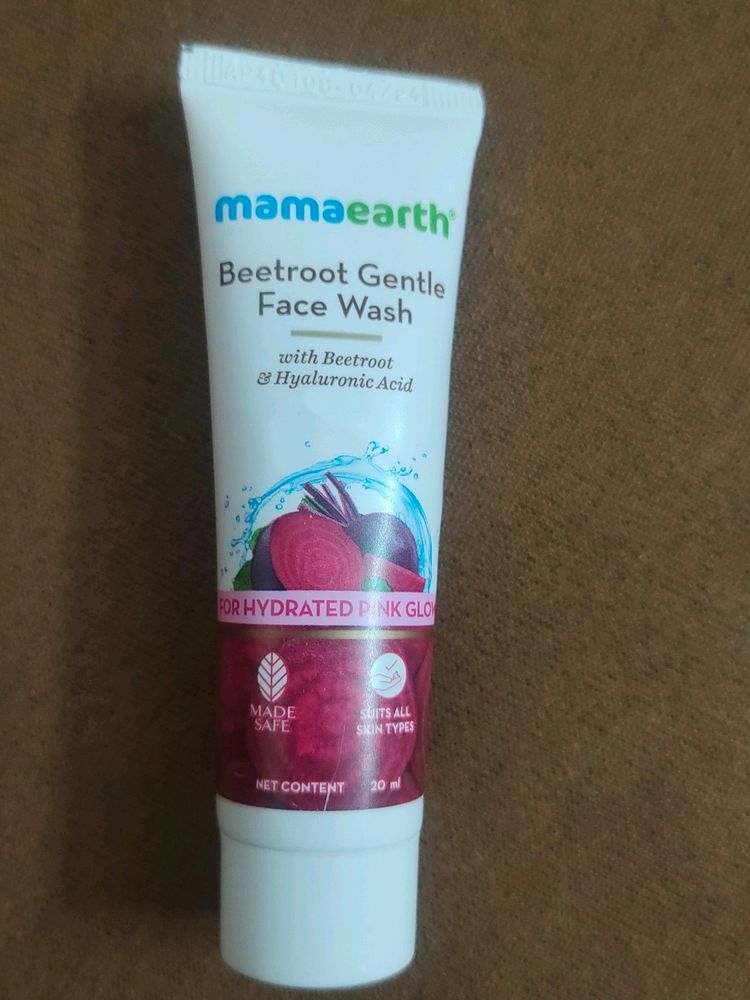 mamaearth®
Beetroot Gentle
Face Wash
with Beetroot
& Hyaluronic Acid
FOR HYDRATED PINK GLOW
MADE
SAFE
SUITS ALL
SKIN TYPES
NET CONTENT 20 ml